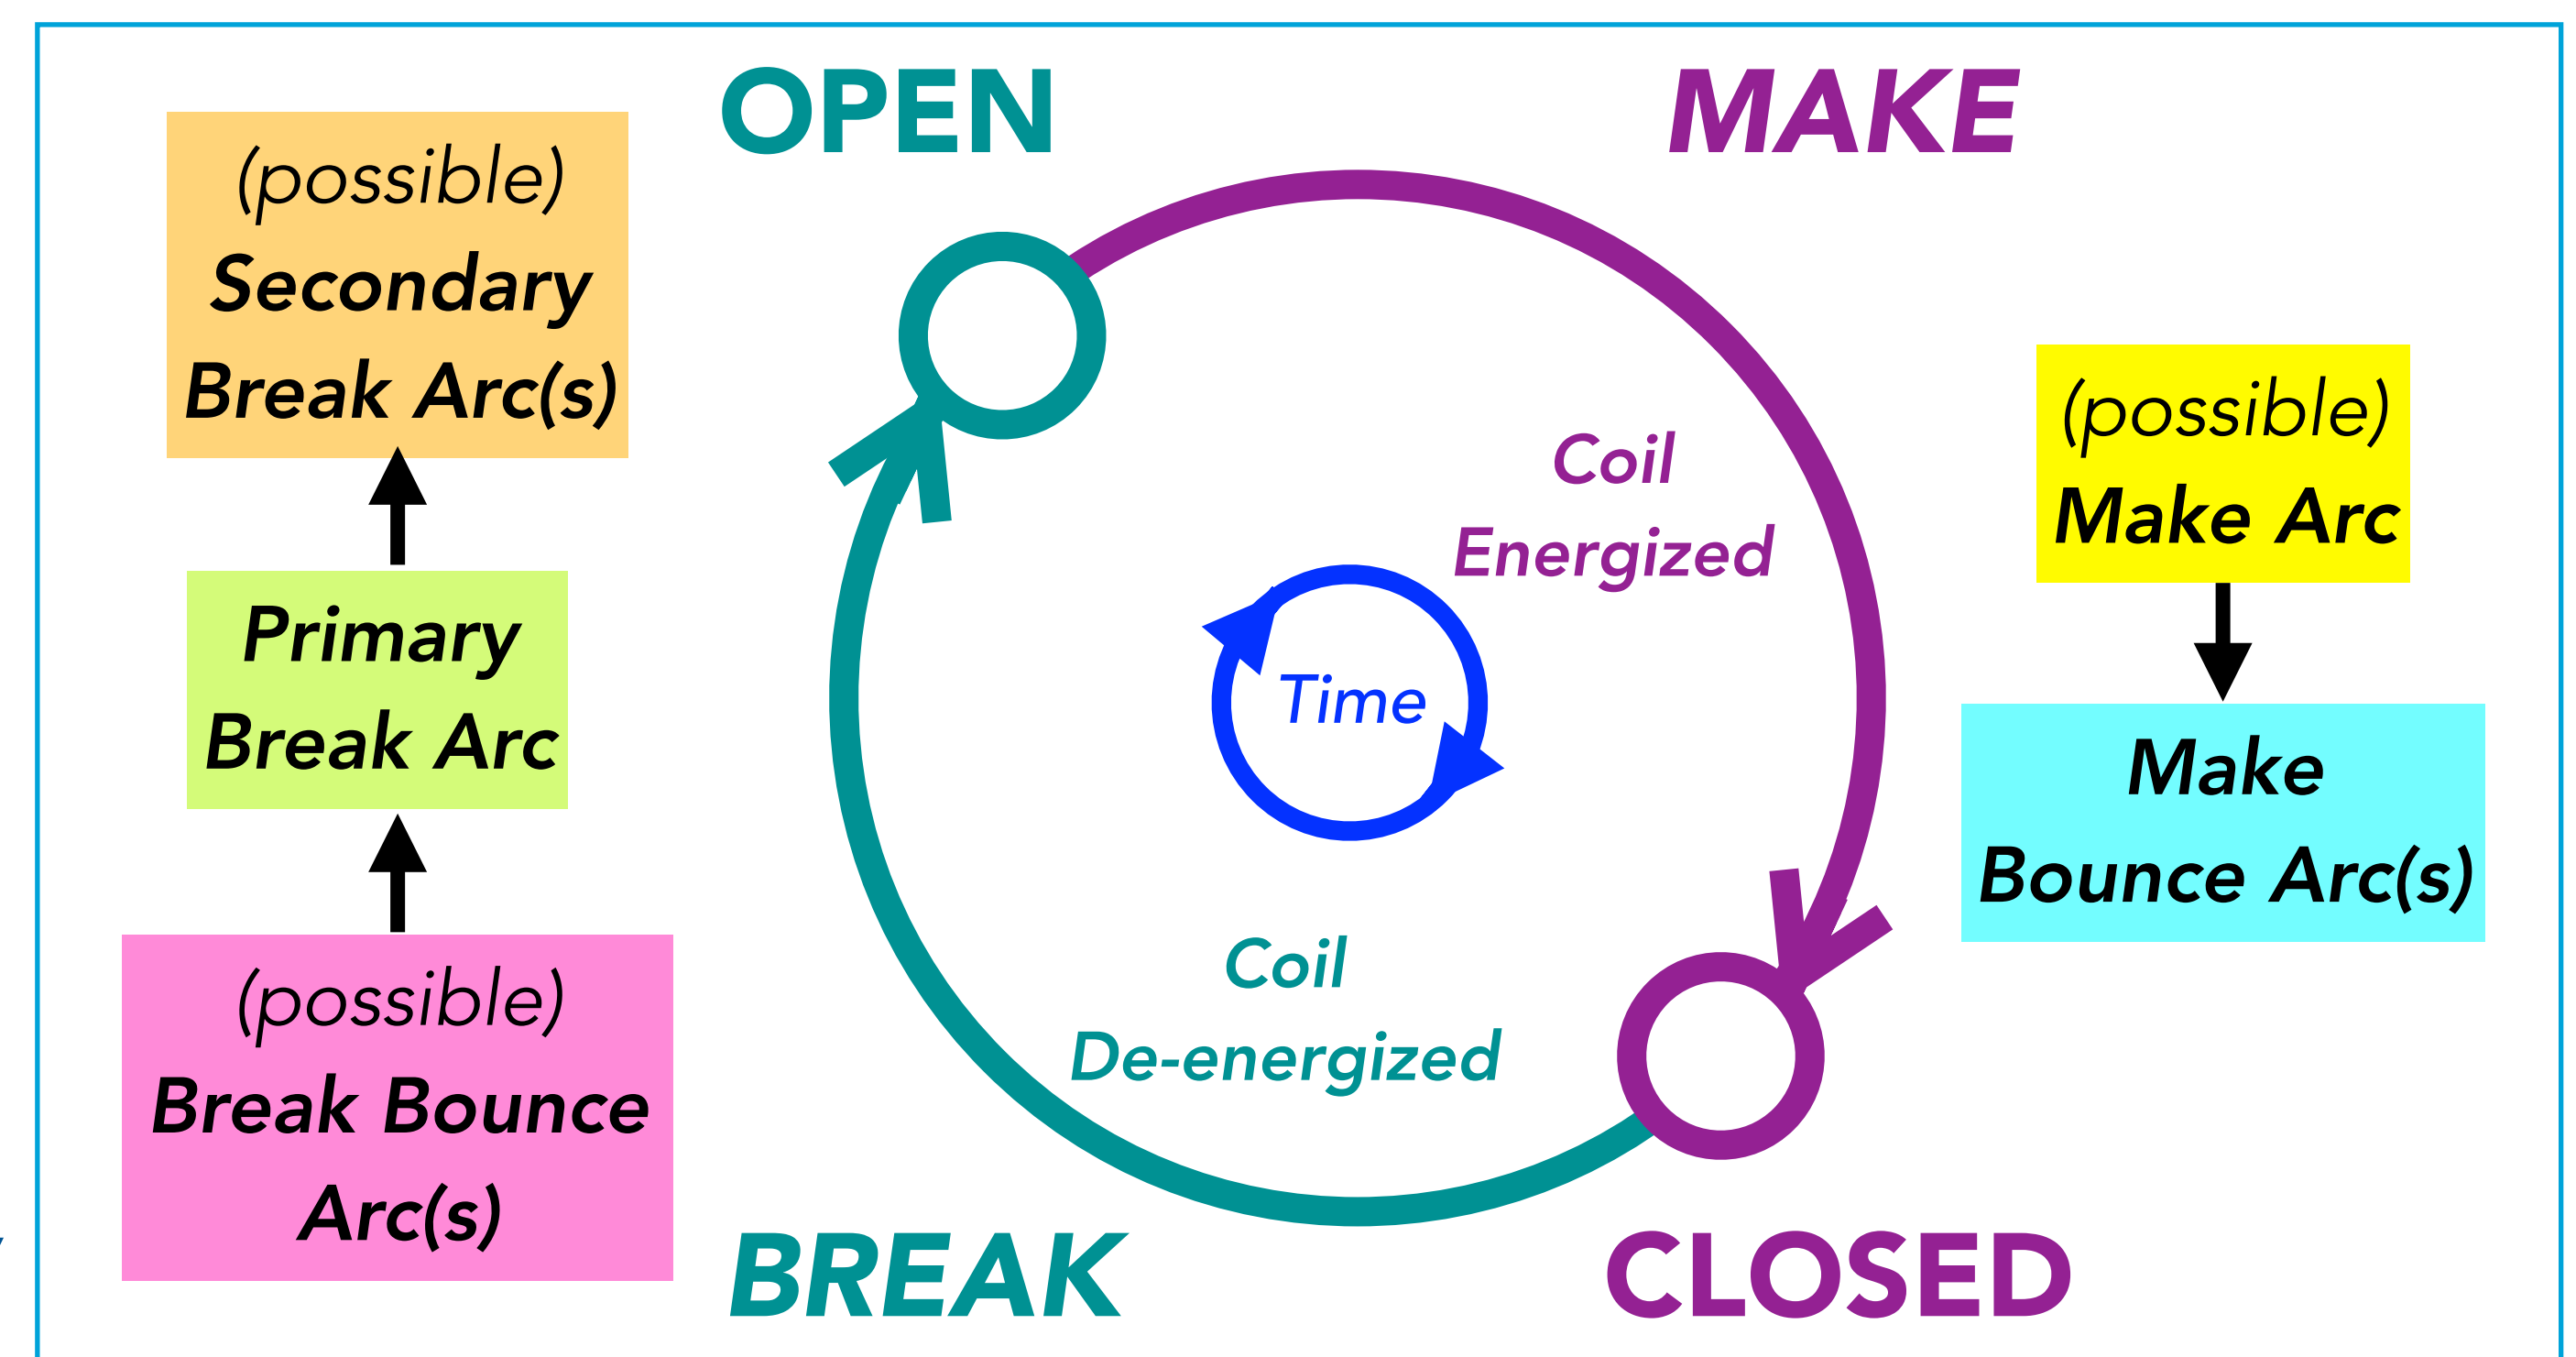 OPEN
MAKE
(possible)
Secondary
Break Arc(s)
Primary
Break Arc
(possible)
Break Bounce
Arc(s)
Coil
Energized
Time
Coil
De-energized
(possible)
Make Arc
Make
Bounce Arc(s)
BREAK
CLOSED